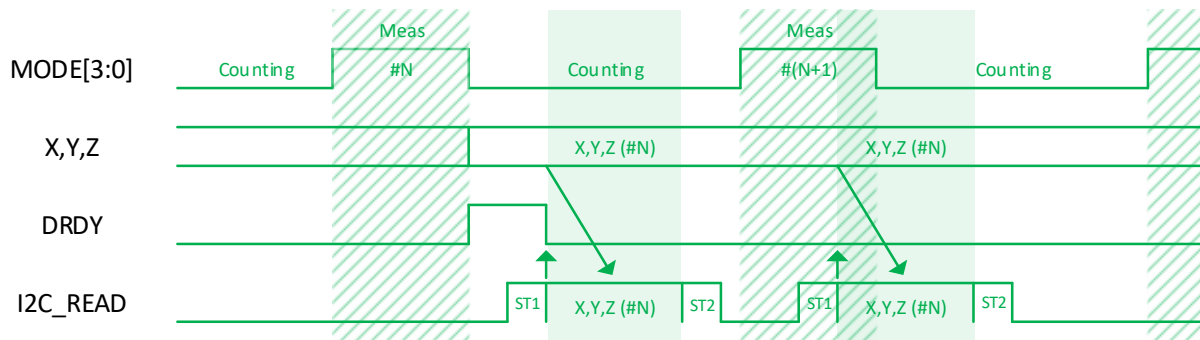 Meas Meas
MODE[3:0] Counting #N Counting #(N+1) Counting
X,Y,Z X,Y,Z (#N) X,Y,Z (#N)
DRDY
I2C_READ ST1 X,Y,Z (#N) ST2 ST1 X,Y,Z (#N) ST2